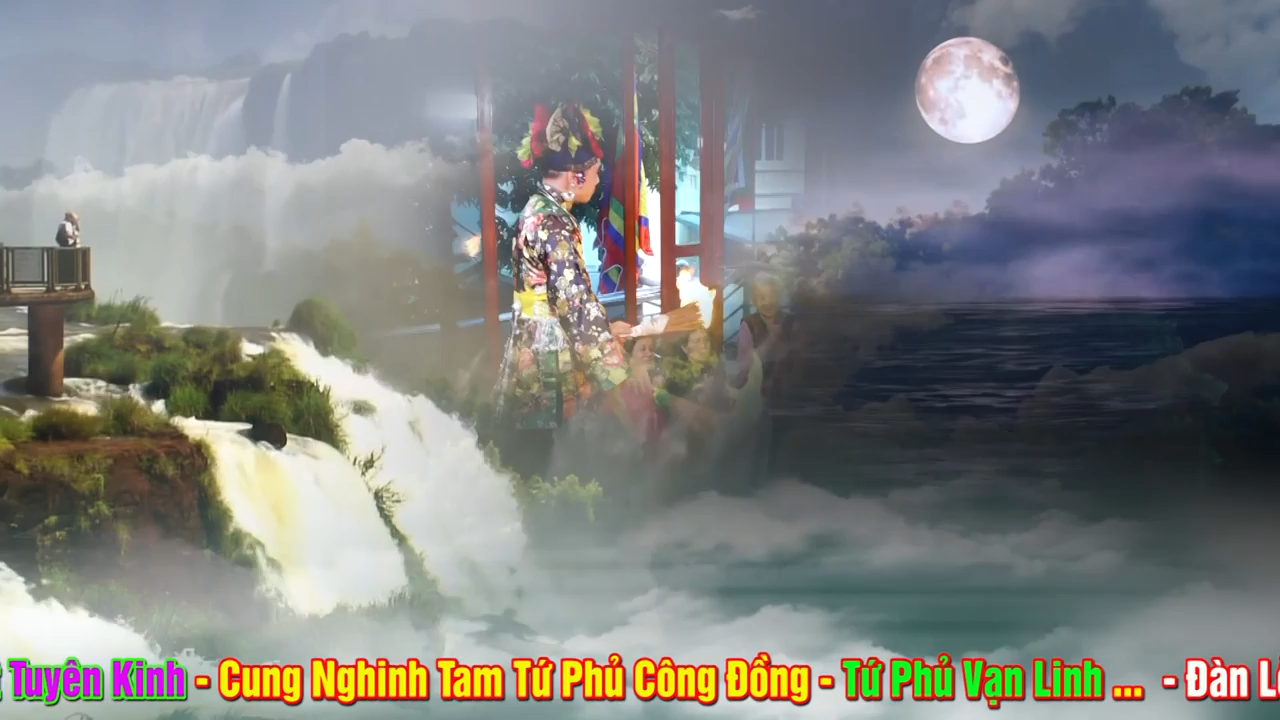 Tuyên Kinh - Cung Nghinh Tam Tứ Phủ Công Đồng - Tứ Phủ Vạn Linh ... - Đàn